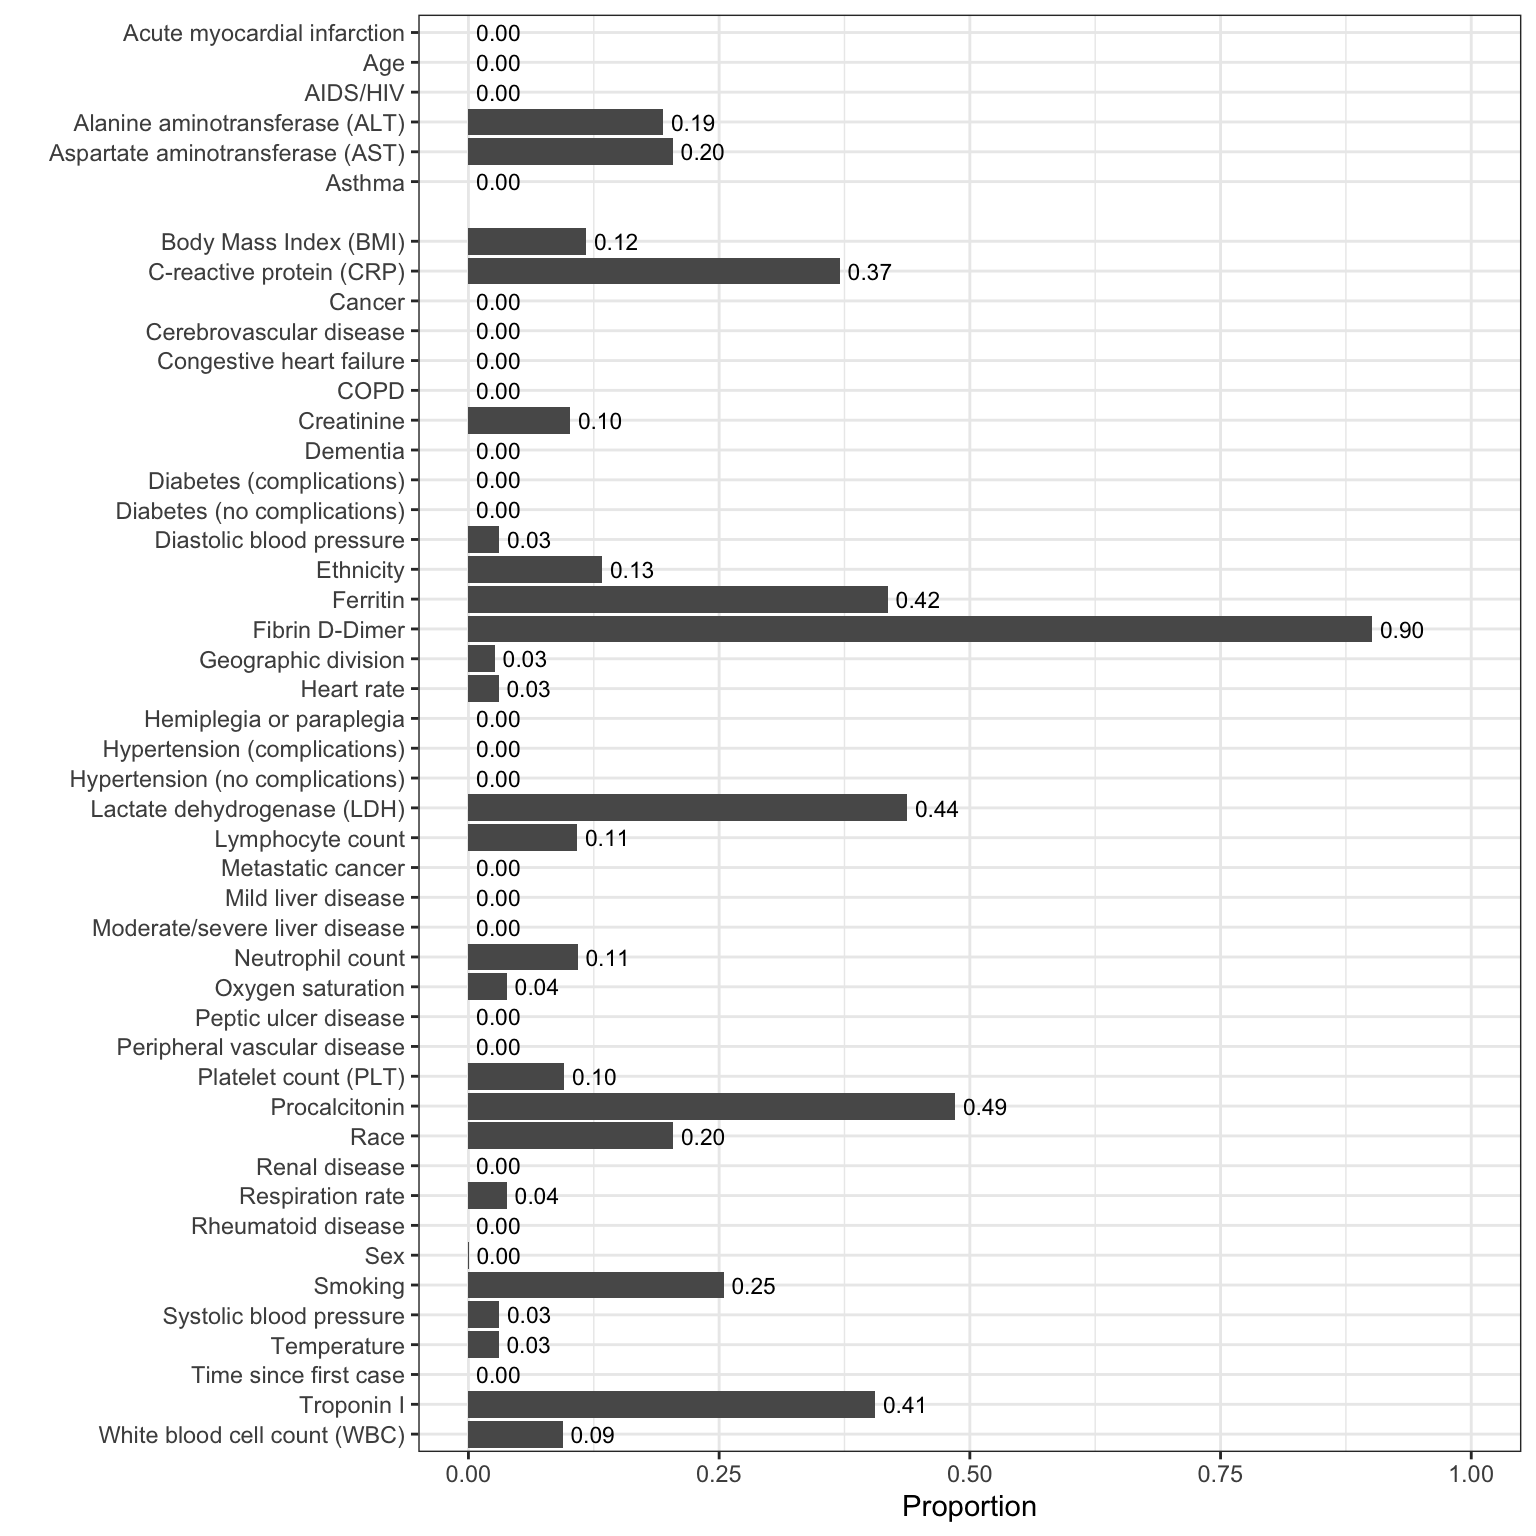 Acute myocardial infarction 0.00
Age 0.00
AIDS/HIV 0.00
Alanine aminotransferase (ALT) 0.19
Aspartate aminotransferase (AST) 0.20
Asthma 0.00
Body Mass Index (BMI) 0.12
C-reactive protein (CRP) 0.37
Cancer 0.00
Cerebrovascular disease 0.00
Congestive heart failure 0.00
COPD 0.00
Creatinine 0.10
Dementia 0.00
Diabetes (complications) 0.00
Diabetes (no complications) 0.00
Diastolic blood pressure 0.03
Ethnicity 0.13
Ferritin 0.42
Fibrin D-Dimer 0.90
Geographic division 0.03
Heart rate 0.03
Hemiplegia or paraplegia 0.00
Hypertension (complications) 0.00
Hypertension (no complications) 0.00
Lactate dehydrogenase (LDH) 0.44
Lymphocyte count 0.11
Metastatic cancer 0.00
Mild liver disease 0.00
Moderate/severe liver disease 0.00
Neutrophil count 0.11
Oxygen saturation 0.04
Peptic ulcer disease 0.00
Peripheral vascular disease 0.00
Platelet count (PLT) 0.10
Procalcitonin 0.49
Race 0.20
Renal disease 0.00
Respiration rate 0.04
Rheumatoid disease 0.00
Sex 0.00
Smoking 0.25
Systolic blood pressure 0.03
Temperature 0.03
Time since first case 0.00
Troponin I 0.41
White blood cell count (WBC) 0.09
0.00 0.25 0.50 0.75 1.00
Proportion